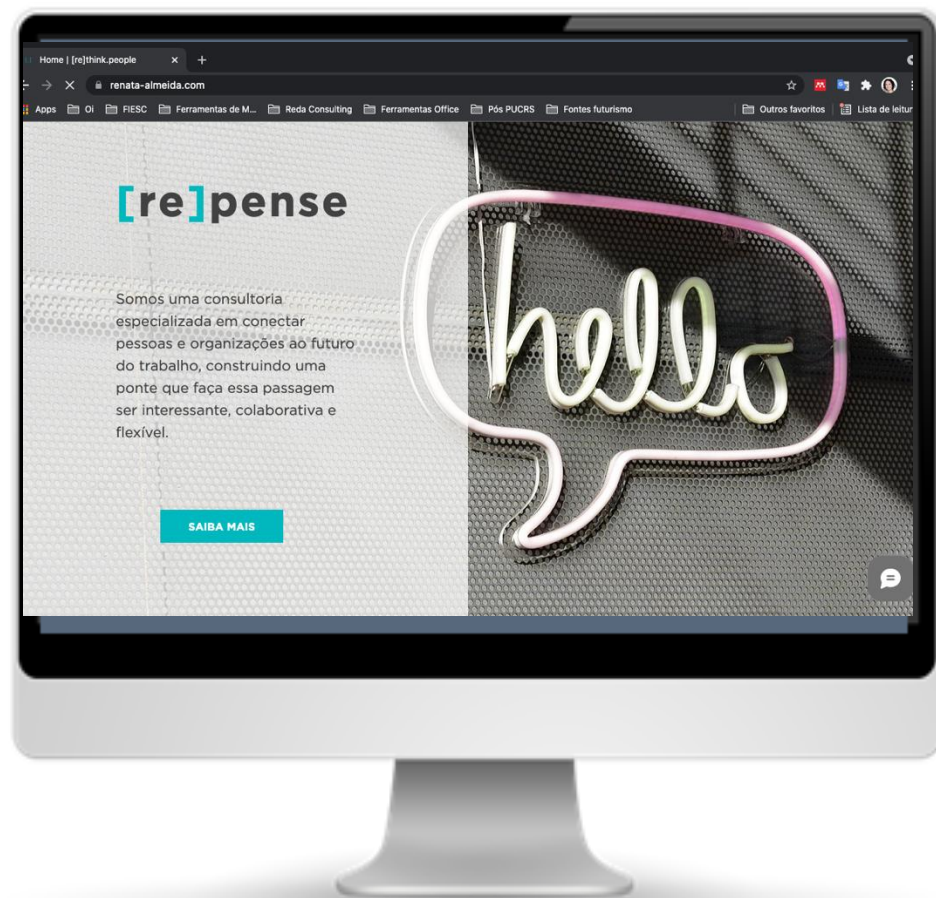 Home | [re]think.people
renata-almeida.com
Apps Oi FIESC Ferramentas de M... Reda Consulting Ferramentas Office Pós PUCRS Fontes futurismo Outros favoritos Lista de leitur
[re]pense
Somos uma consultoria
especializada em conectar
pessoas e organizações ao futuro
do trabalho, construindo uma
ponte que faça essa passagem
ser interessante, colaborativa e
flexível.
SAIBA MAIS
hello